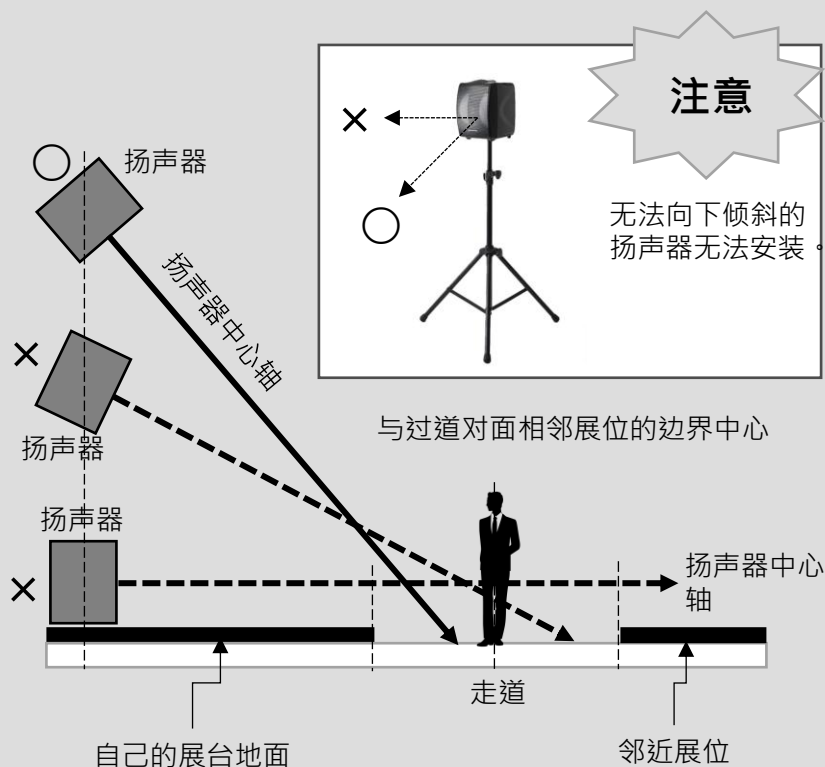 注意
无法向下倾斜的
扬声器无法安装。
扬声器
扬声器中心轴
扬声器
与过道对面相邻展位的边界中心
扬声器
扬声器中心
轴
走道
自己的展台地面
邻近展位